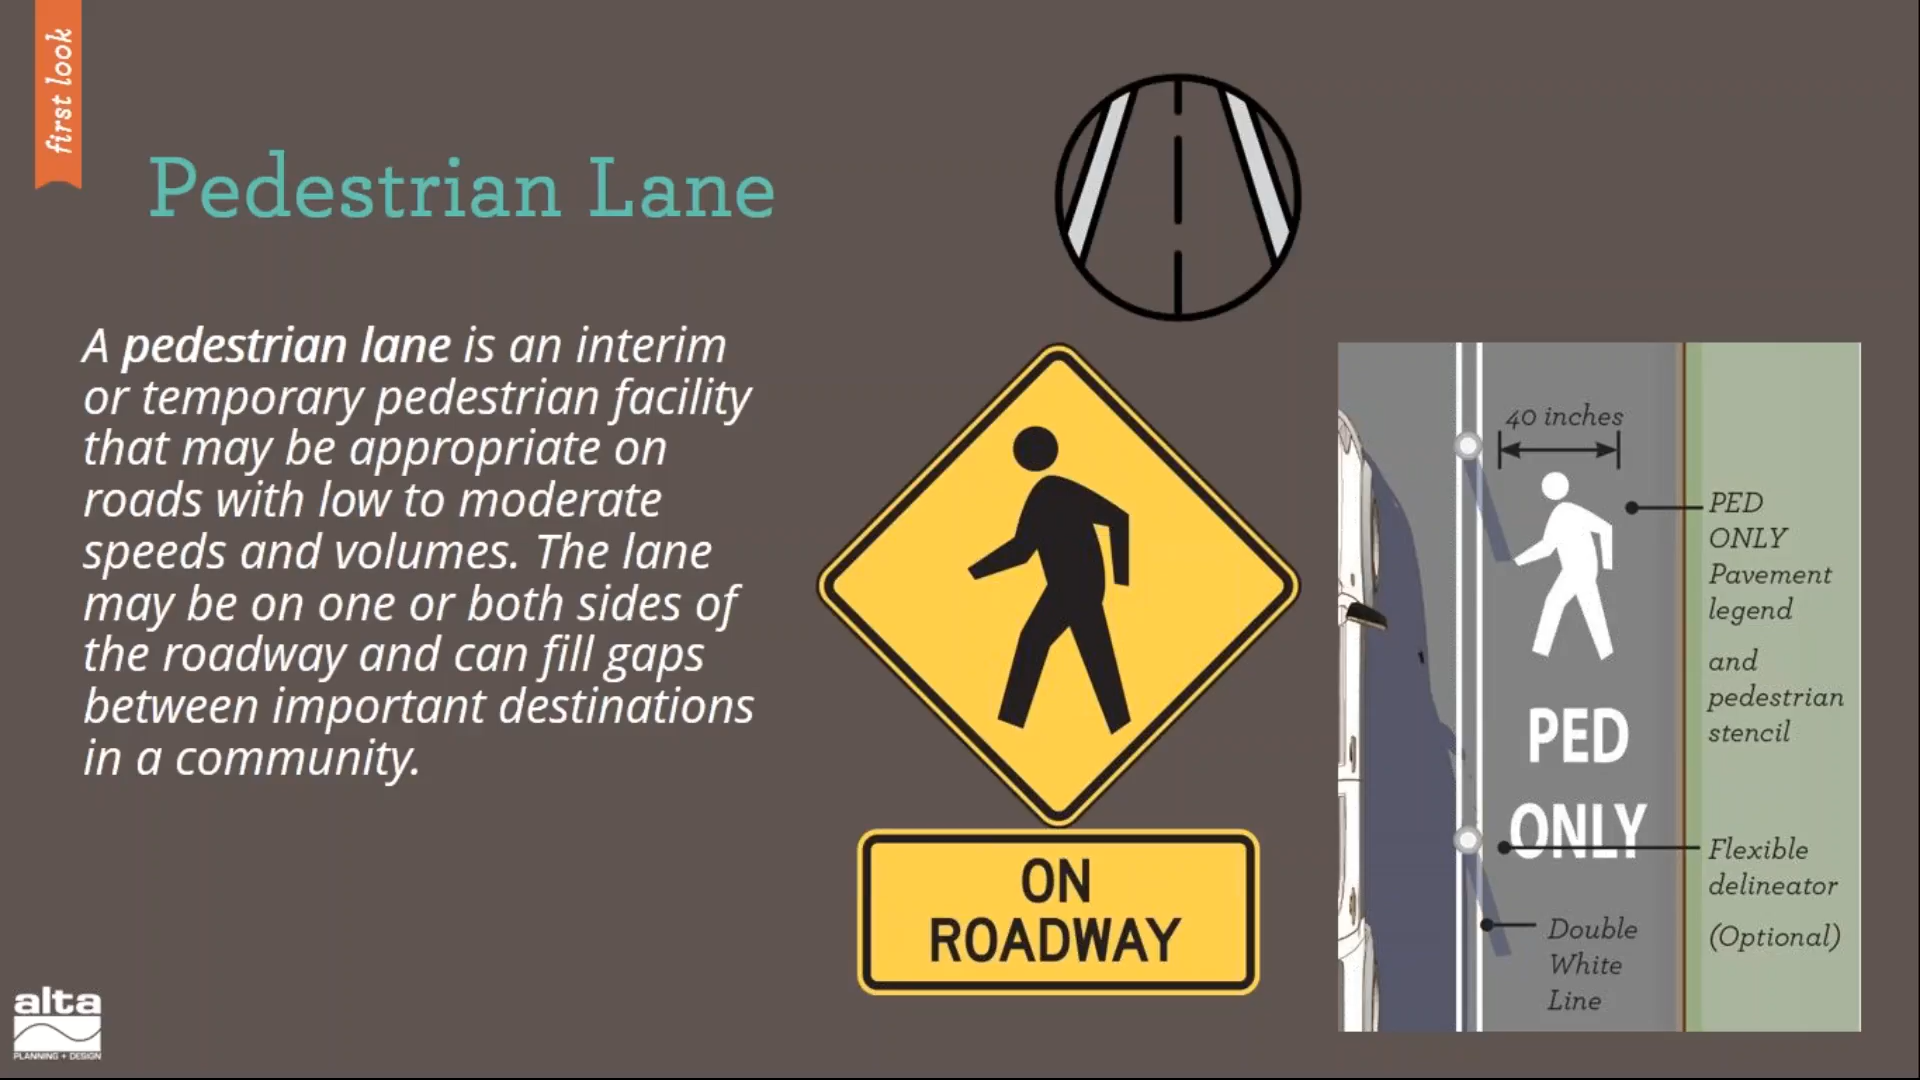 first look
Pedestrian Lane
A pedestrian lane is an interim
or temporary pedestrian facility
that may be appropriate on
roads with low to moderate
speeds and volumes. The lane
may be on one or both sides of
the roadway and can fill gaps
between important destinations
in a community.
ON
ROADWAY
40 inches
PED
ONLY
Pavement
legend
and
pedestrian
stencil
PED
ONLY
Flexible
delineator
(Optional)
Double
White
Line
alta
PLANNING + DESIGN